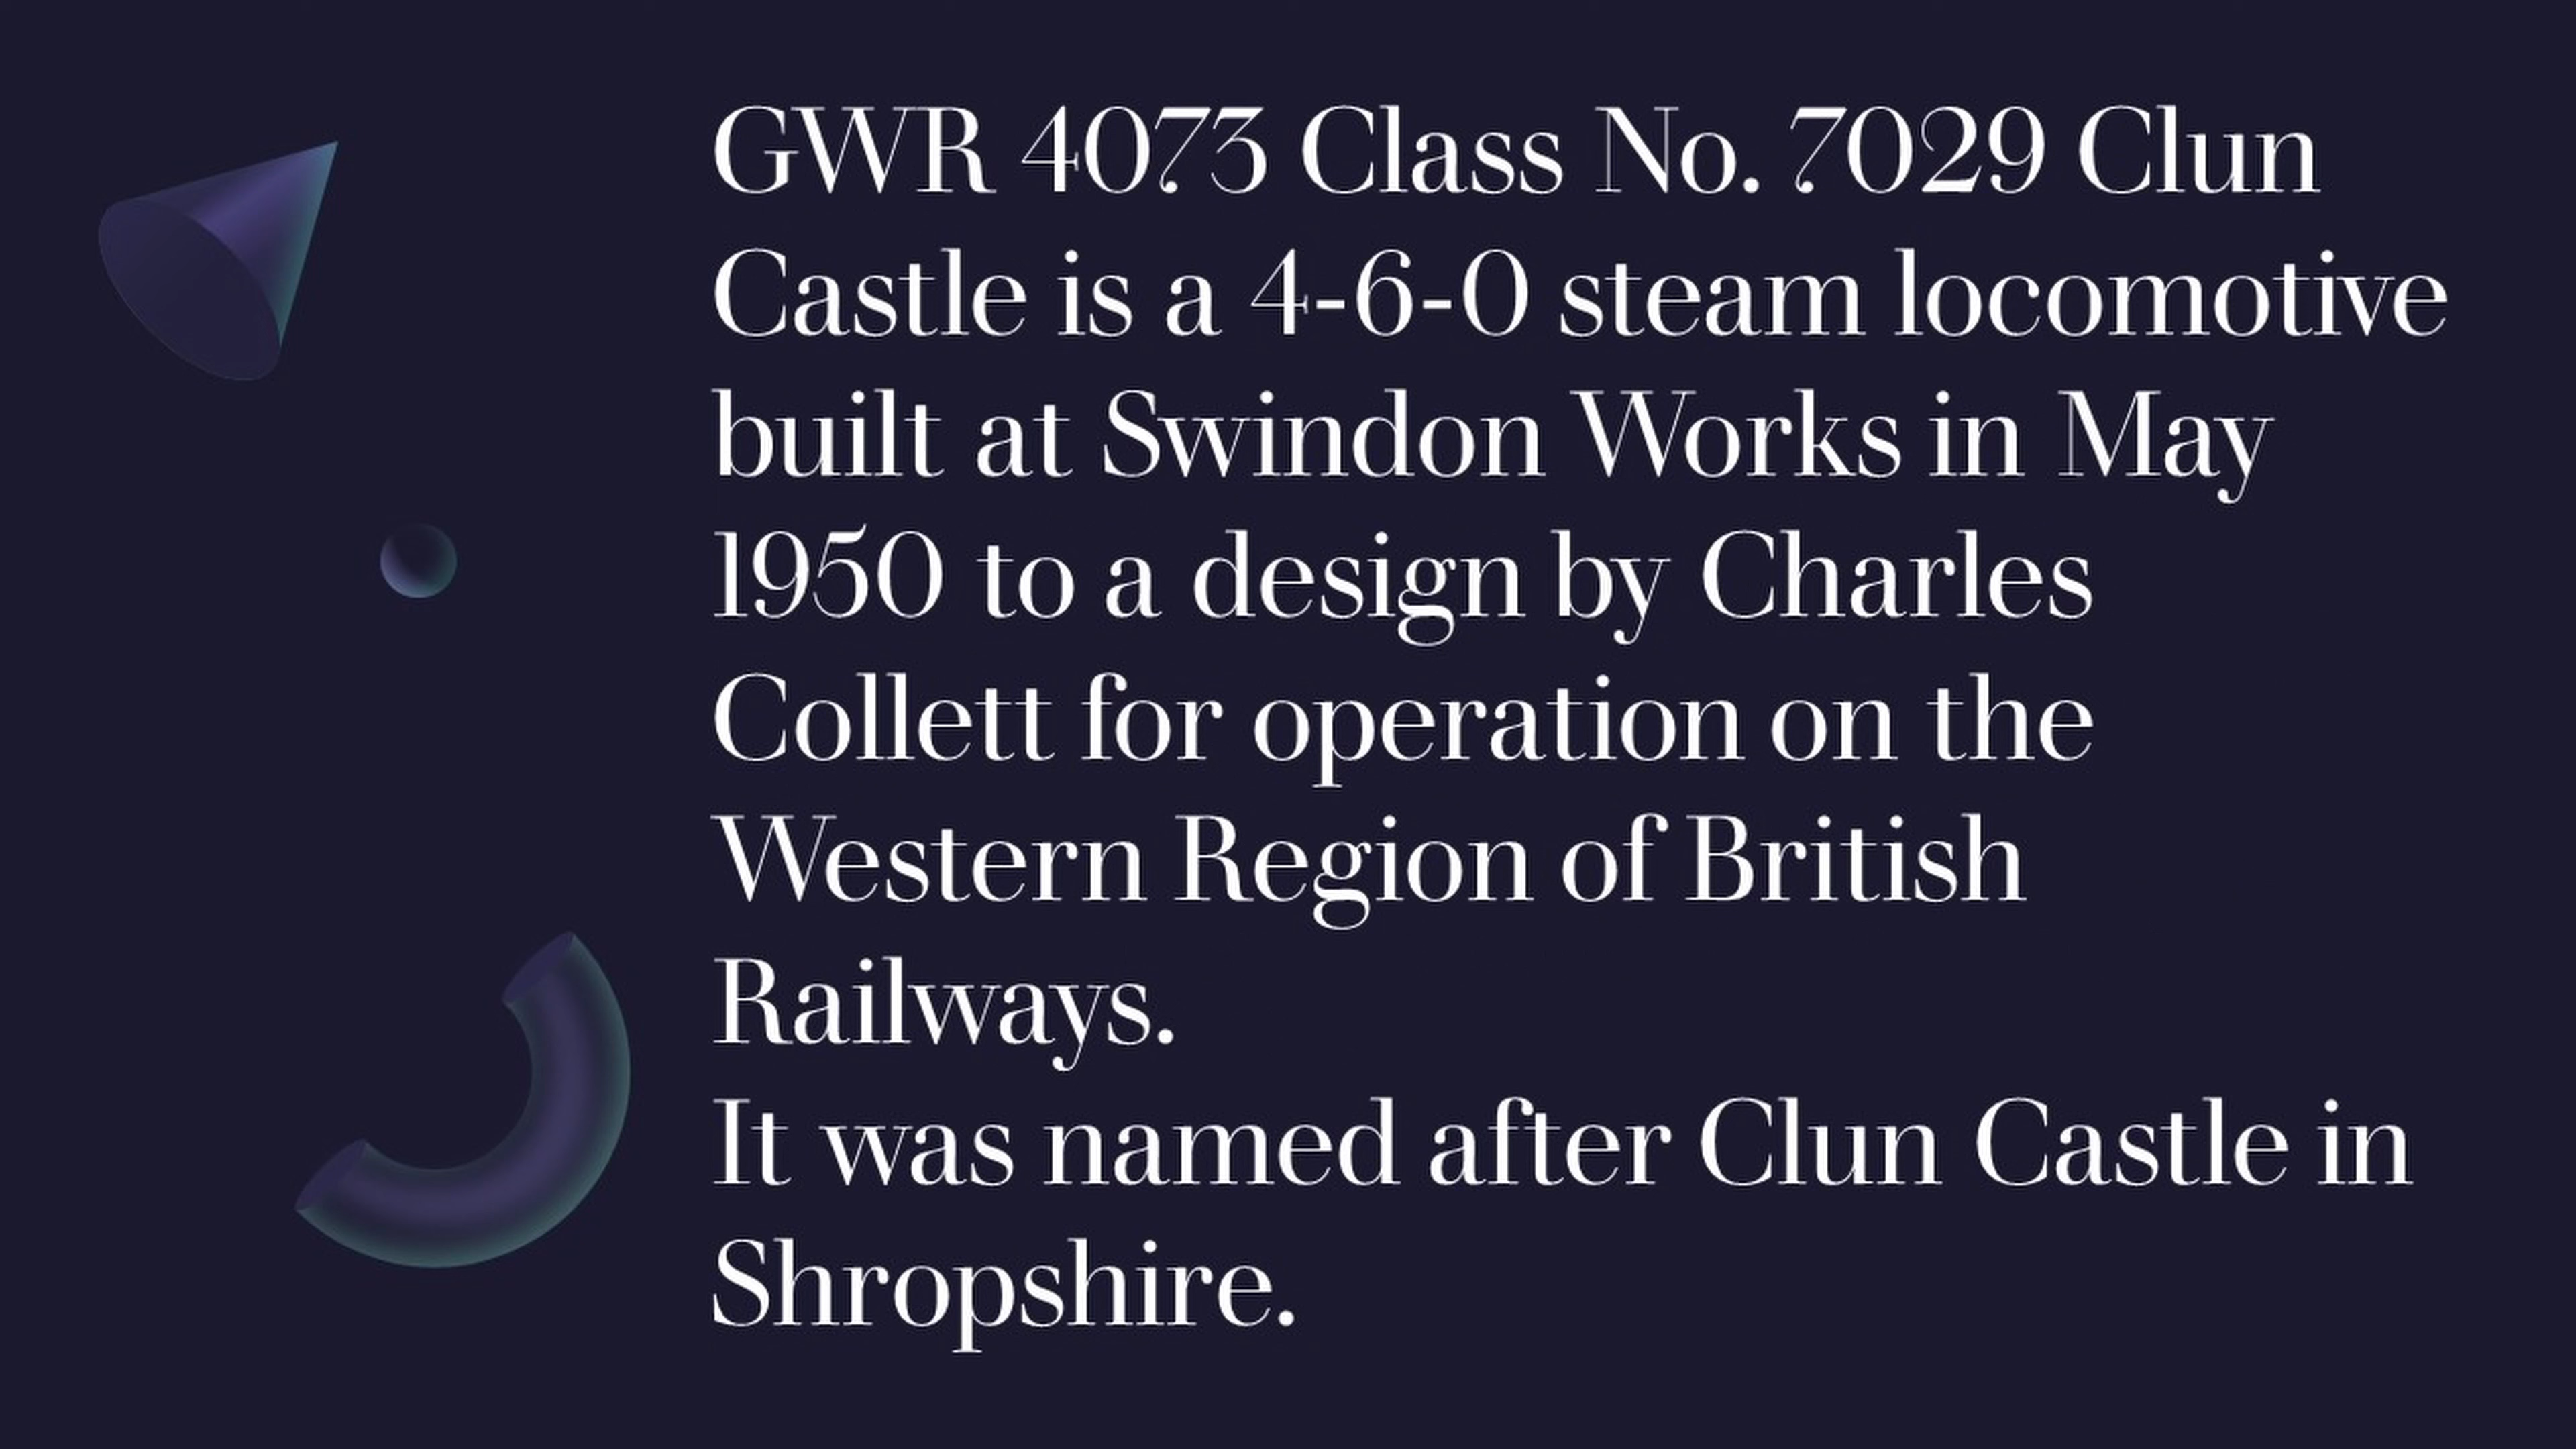 GWR 4073 Class No. 7029 Clun
Castle is a 4-6-0 steam locomotive
built at Swindon Works in May
1950 to a design by Charles
Collett for operation on the
Western Region of British
Railways.
It was named after Clun Castle in
Shropshire.